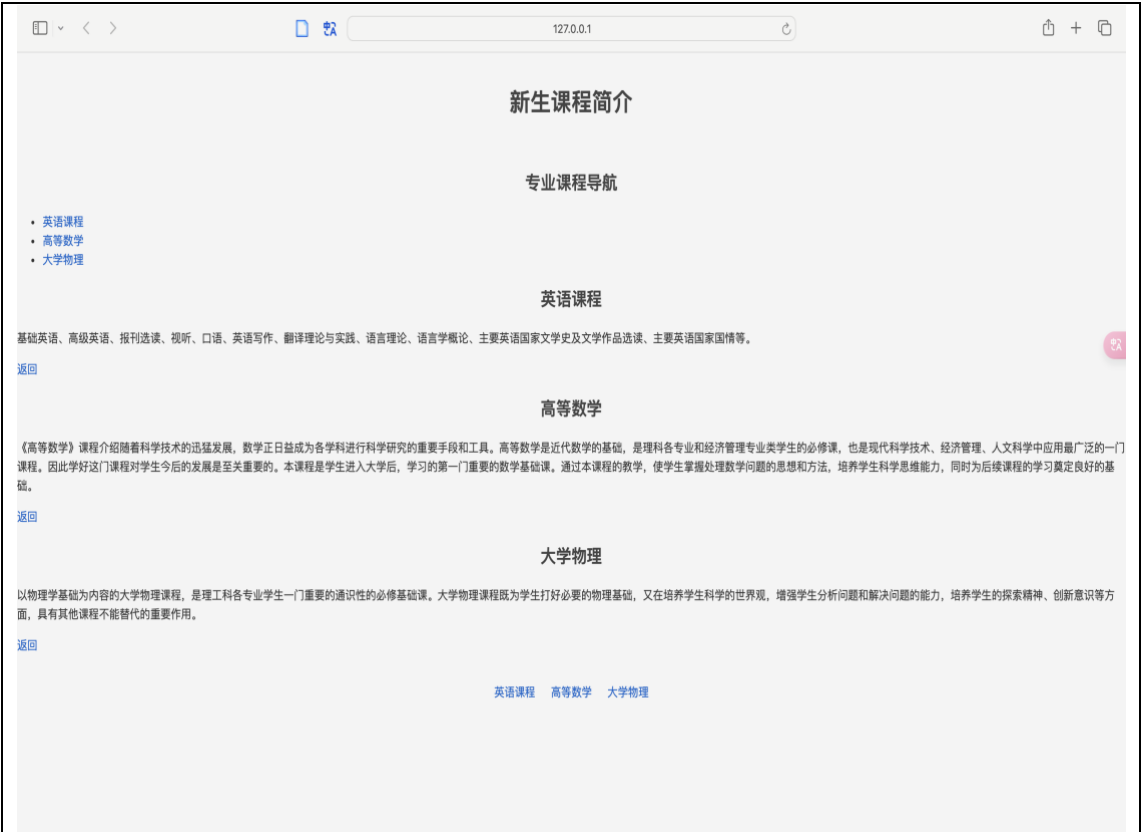 127.0.0.1
新生课程简介
专业课程导航
• 英语课程
• 高等数学
• 大学物理
英语课程
基础英语、高级英语、报刊选读、视听、口语、英语写作、翻译理论与实践、语言理论、语言学概论、主要英语国家文学史及文学作品选读、主要英语国家国情等。
返回
高等数学
《高等数学》课程介绍随着科学技术的迅猛发展，数学正日益成为各学科进行科学研究的重要手段和工具。高等数学是近代数学的基础，是理科各专业和经济管理专业类学生的必修课，也是现代科学技术、经济管理、人文科学中应用最广泛的一门
课程。因此学好这门课程对学生今后的发展是至关重要的。本课程是学生进入大学后，学习的第一门重要的数学基础课。通过本课程的教学，使学生掌握处理数学问题的思想和方法，培养学生科学思维能力，同时为后续课程的学习奠定良好的基
础。
返回
大学物理
以物理学基础为内容的大学物理课程，是理工科各专业学生一门重要的通识性的必修基础课。大学物理课程既为学生打好必要的物理基础，又在培养学生科学的世界观，增强学生分析问题和解决问题的能力，培养学生的探索精神、创新意识等方
面，具有其他课程不能替代的重要作用。
返回
英语课程 高等数学 大学物理